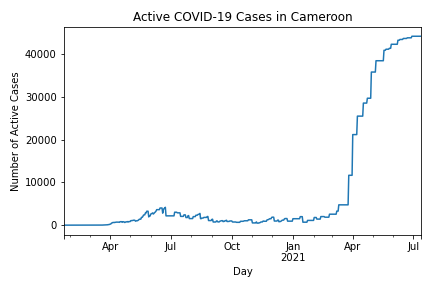 Active COVID-19 Cases in Cameroon
Number of Active Cases
40000
30000
20000
10000
0
Apr
Jul
Oct
Jan
2021
Apr
Jul
Day